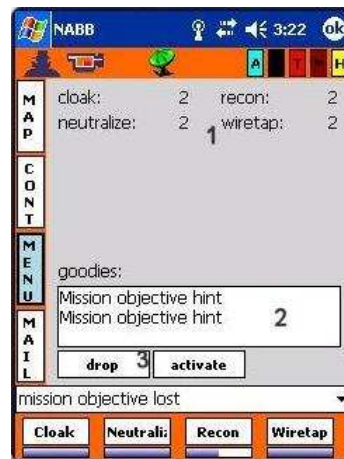 NABB 3:22 ok
A T H
MAP
CONT
MENU
MAIL
cloak: 2 recon: 2
neutralize: 2 wiretap: 2
1
goodies:
Mission objective hint
Mission objective hint
2
drop 3 activate
mission objective lost
Cloak Neutrali: Recon Wiretap